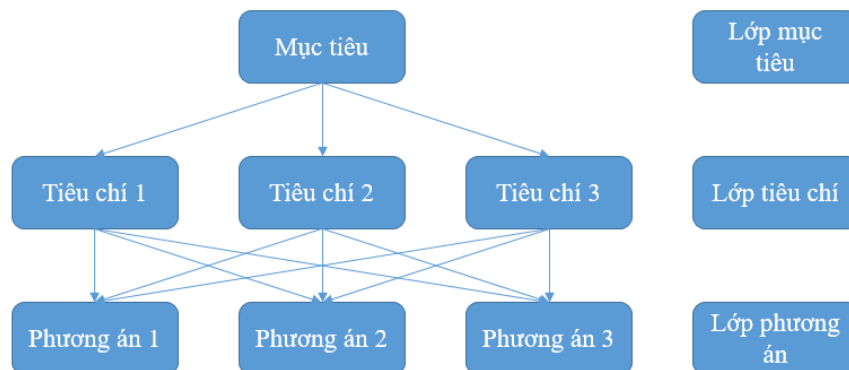 Mục tiêu
Lớp mục
tiêu
Tiêu chí 1
Tiêu chí 2
Tiêu chí 3
Lớp tiêu chí
Phương án 1
Phương án 2
Phương án 3
Lớp phương
án